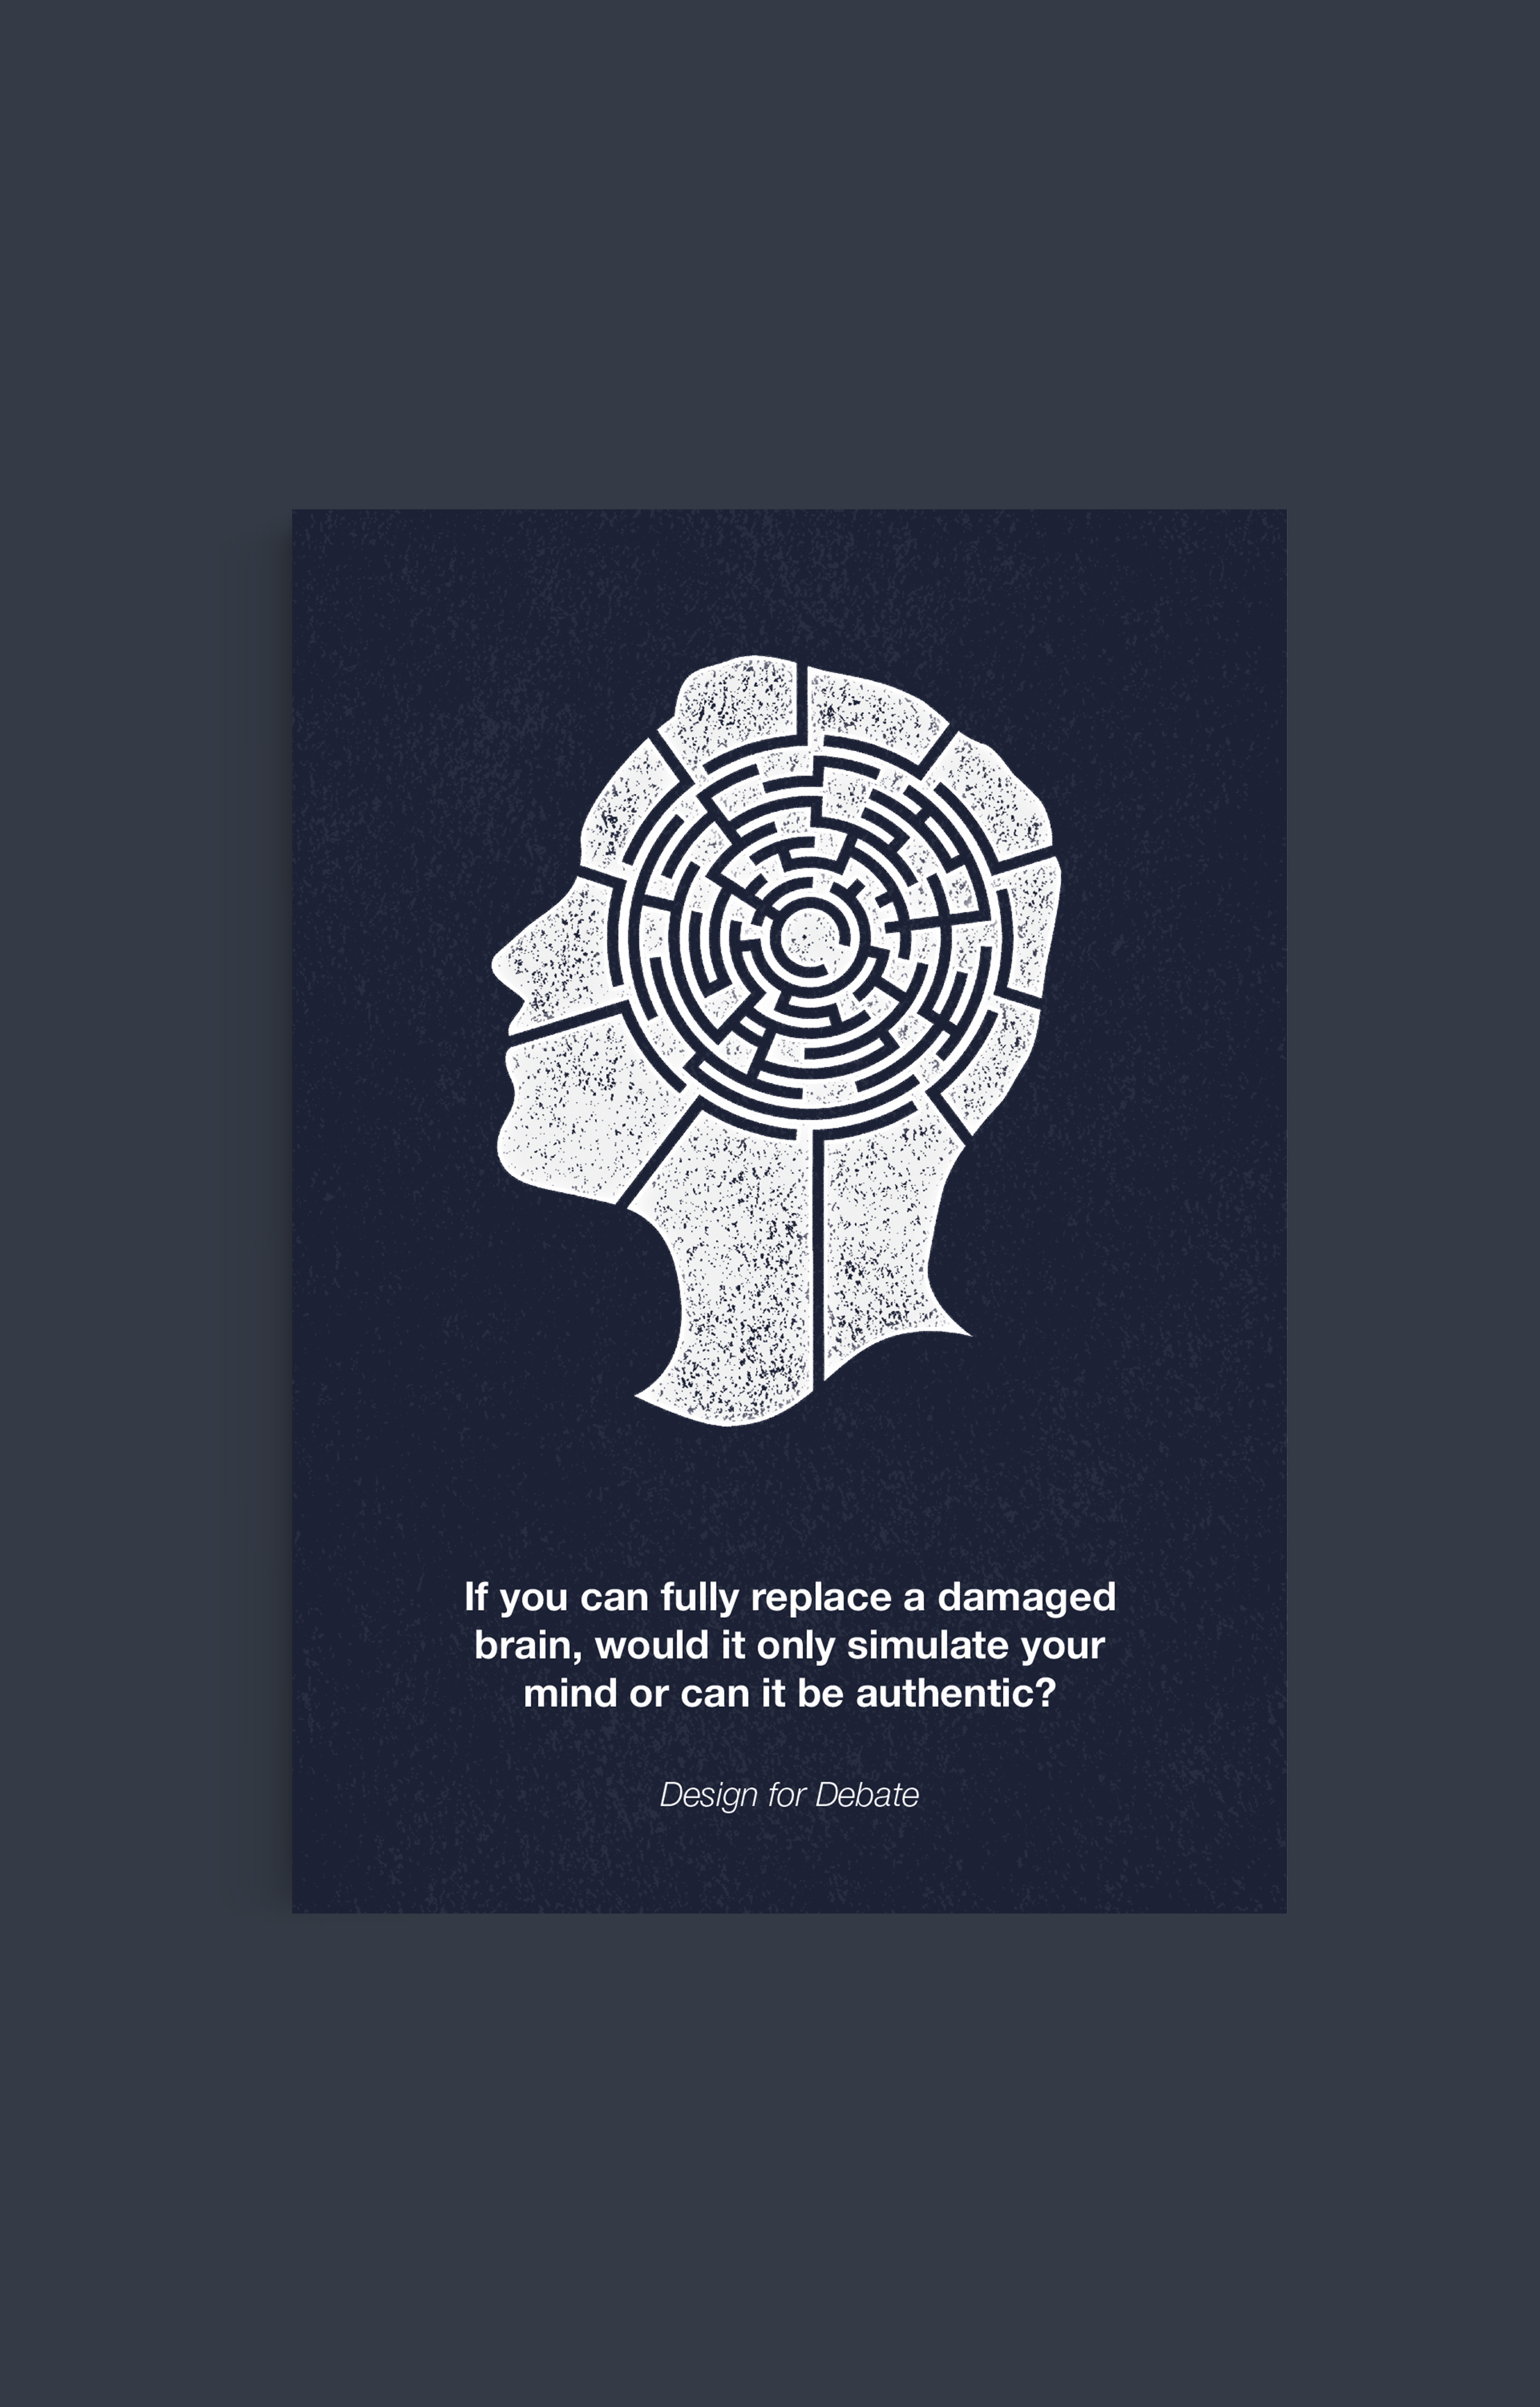 If you can fully replace a damaged
brain, would it only simulate your
mind or can it be authentic?
Design for Debate